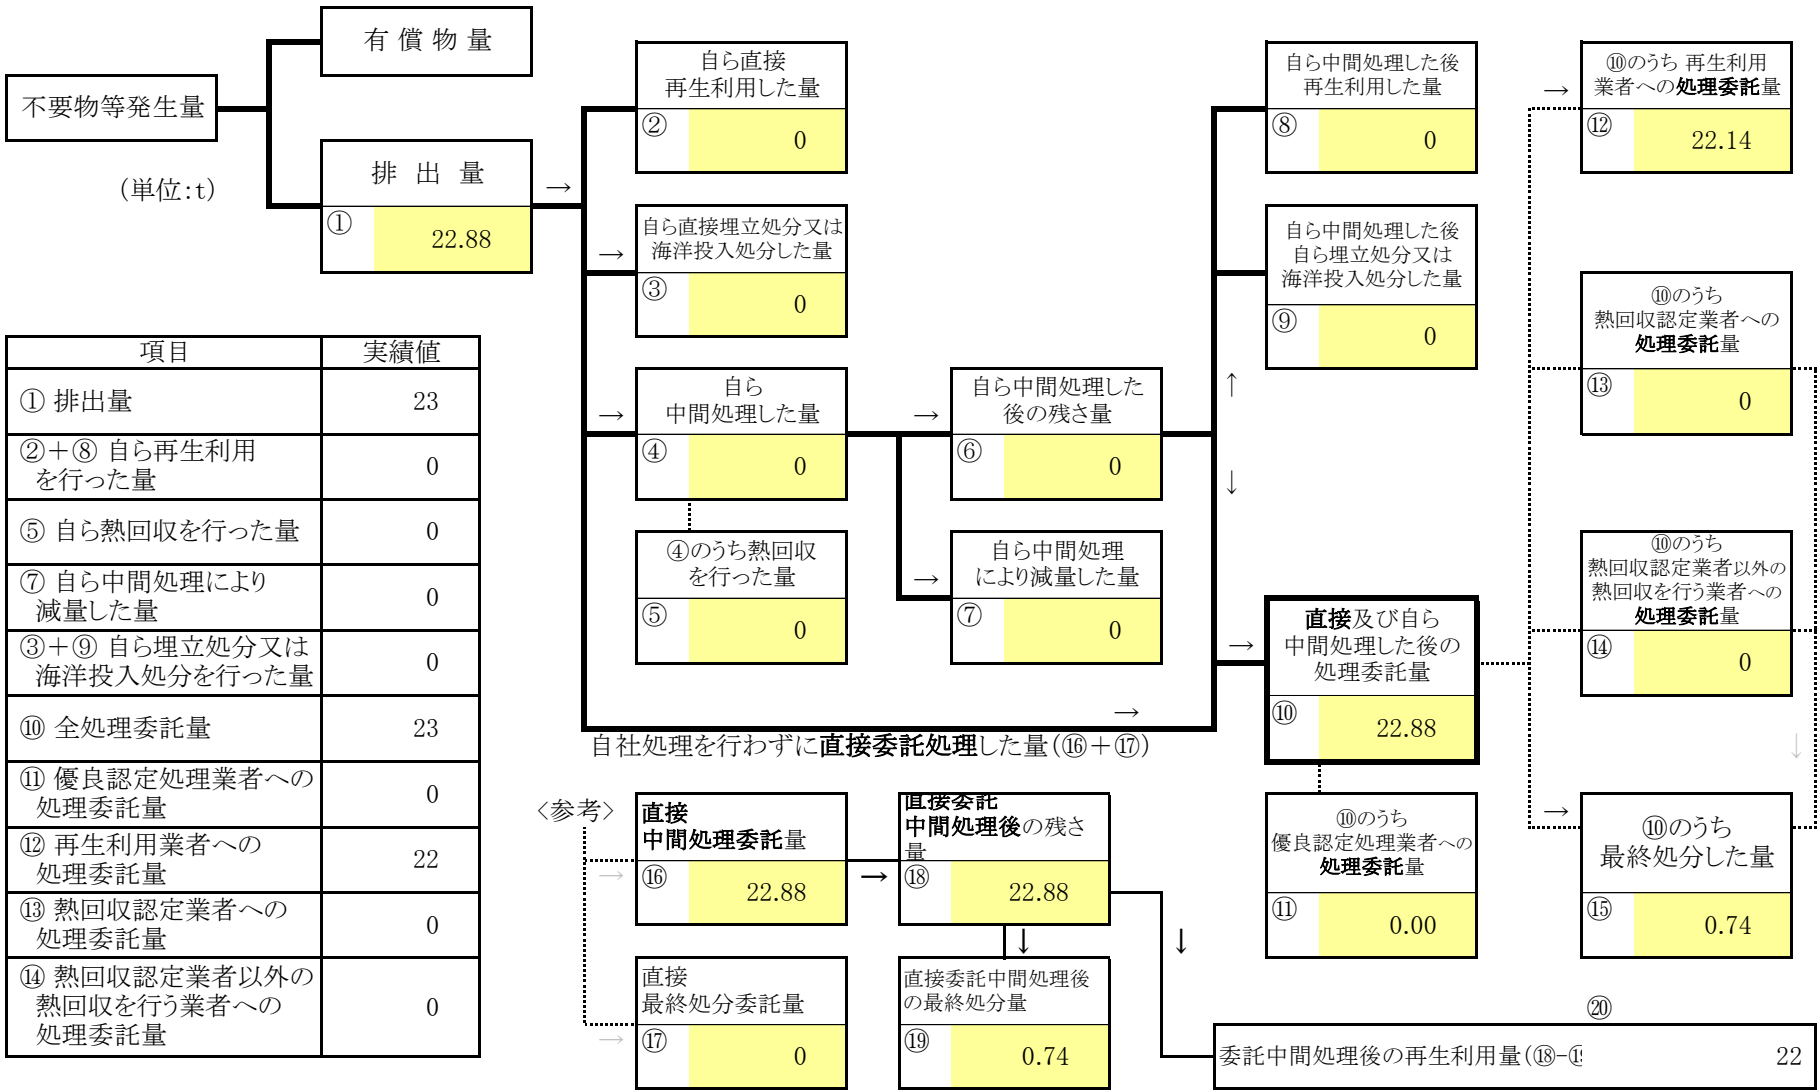 不要物等発生量
有 償 物 量
(単位:t)
排 出 量
①
22.88
→
自ら直接
再生利用した量
②
0
→
自ら直接埋立処分又は
海洋投入処分した量
③
0
→
自ら
中間処理した量
④
0
④のうち熱回収
を行った量
⑤
0
→
自ら中間処理した
後の残さ量
⑥
0
→
自ら中間処理
により減量した量
⑦
0
自ら中間処理した後
再生利用した量
⑧
0
自ら中間処理した後
自ら埋立処分又は
海洋投入処分した量
⑨
0
↑
↓
→
直接及び自ら
中間処理した後の
処理委託量
⑩
22.88
→
自社処理を行わずに直接委託処理した量(⑯+⑰)
⑩のうち
優良認定処理業者への
処理委託量
⑪
0.00
→
⑩のうち 再生利用
業者への処理委託量
⑫
22.14
⑩のうち
熱回収認定業者への
処理委託量
⑬
0
⑩のうち
熱回収認定業者以外の
熱回収を行う業者への
処理委託量
⑭
0
↓
→
⑩のうち
最終処分した量
⑮
0.74
<参考>
直接
中間処理委託量
→
⑯
22.88
直接
最終処分委託量
→
⑰
0
直接委託
中間処理後の残さ
量
→
⑱
22.88
↓
直接委託中間処理後
の最終処分量
⑲
0.74
↓
⑳
委託中間処理後の再生利用量(⑱-⑲
22
項目 実績値
① 排出量 23
②+⑧ 自ら再生利用
を行った量 0
⑤ 自ら熱回収を行った量 0
⑦ 自ら中間処理により
減量した量 0
③+⑨ 自ら埋立処分又は
海洋投入処分を行った量 0
⑩ 全処理委託量 23
⑪ 優良認定処理業者への
処理委託量 0
⑫ 再生利用業者への
処理委託量 22
⑬ 熱回収認定業者への
処理委託量 0
⑭ 熱回収認定業者以外の
熱回収を行う業者への
処理委託量 0